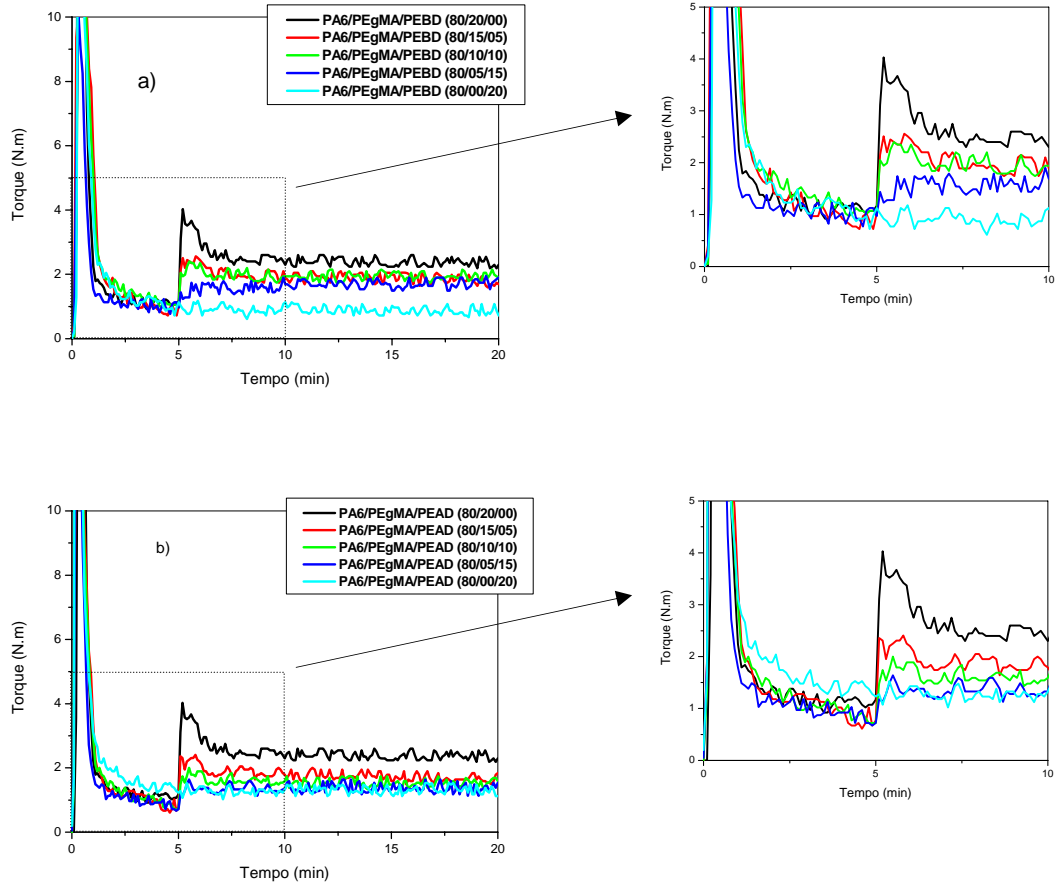 PA6/PEgMA/PEBD (80/20/00)
PA6/PEgMA/PEBD (80/15/05)
PA6/PEgMA/PEBD (80/10/10)
PA6/PEgMA/PEBD (80/05/15)
PA6/PEgMA/PEBD (80/00/20)
a)
Torque (N.m)
0
2
4
6
8
10
0
5
10
15
20
Tempo (min)
Torque (N.m)
0
1
2
3
4
5
0
5
10
Tempo (min)
PA6/PEgMA/PEAD (80/20/00)
PA6/PEgMA/PEAD (80/15/05)
PA6/PEgMA/PEAD (80/10/10)
PA6/PEgMA/PEAD (80/05/15)
PA6/PEgMA/PEAD (80/00/20)
b)
Torque (N.m)
0
2
4
6
8
10
0
5
10
15
20
Tempo (min)
Torque (N.m)
0
1
2
3
4
5
0
5
10
Tempo (min)